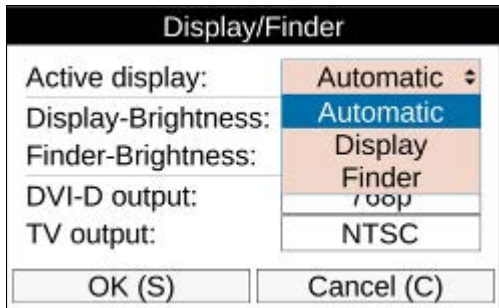 Display/Finder
Active display: Automatic
Display-Brightness: Automatic
Finder-Brightness: Display
Finder
DVI-D output: 768p
TV output: NTSC
OK (S) Cancel (C)